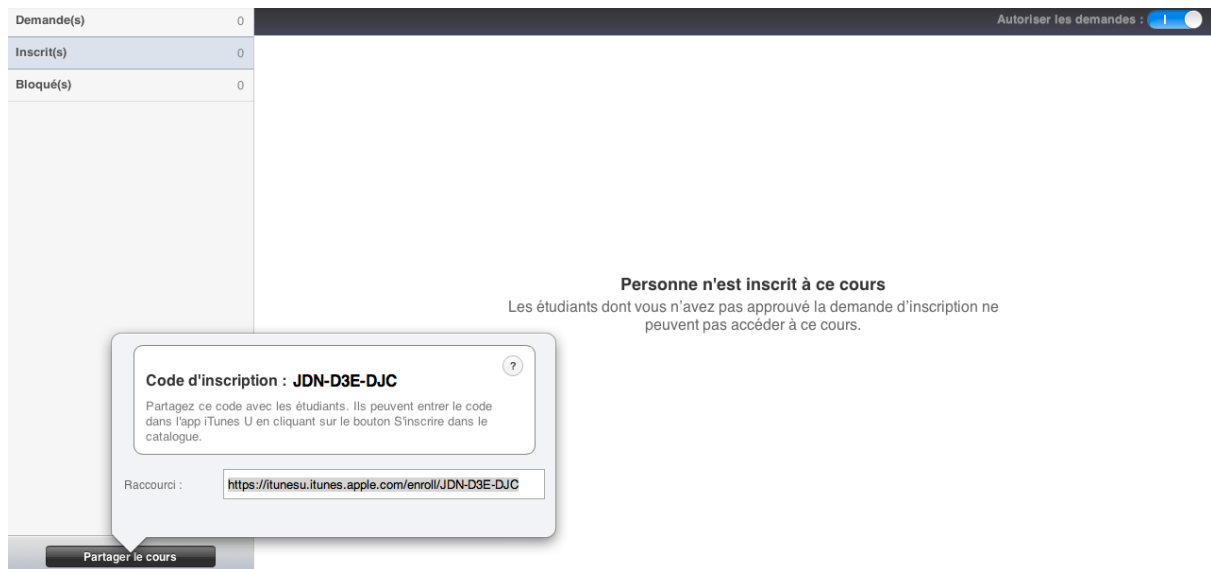 Demande(s) 0
Autoriser les demandes :
Inscrit(s) 0
Bloqué(s) 0
Personne n'est inscrit à ce cours
Les étudiants dont vous n’avez pas approuvé la demande d’inscription ne
peuvent pas accéder à ce cours.
?
Code d'inscription : JDN-D3E-DJC
Partagez ce code avec les étudiants. Ils peuvent entrer le code
dans l'app iTunes U en cliquant sur le bouton S'inscrire dans le
catalogue.
Raccourci : https://itunesu.itunes.apple.com/enroll/JDN-D3E-DJC
Partager le cours